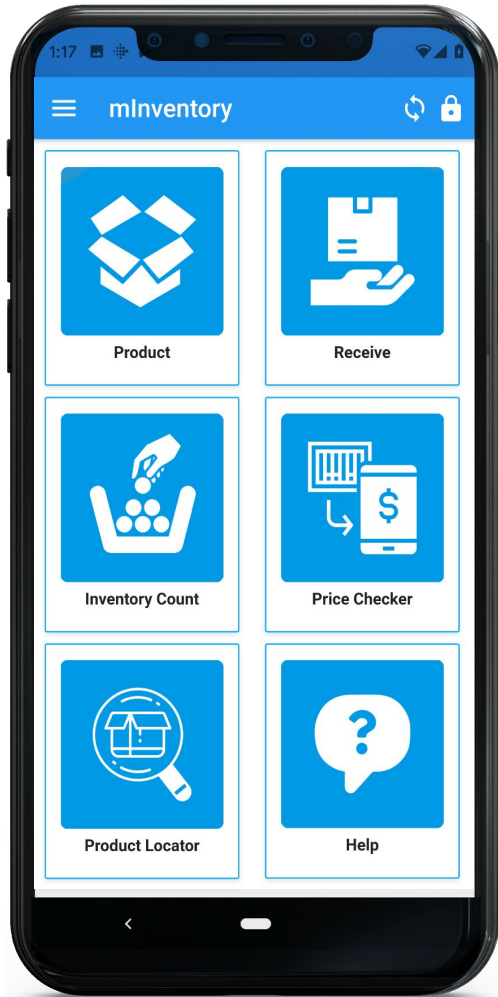 1:17
mInventory
Product
Receive
Inventory Count
$
Price Checker
?
Product Locator
Help